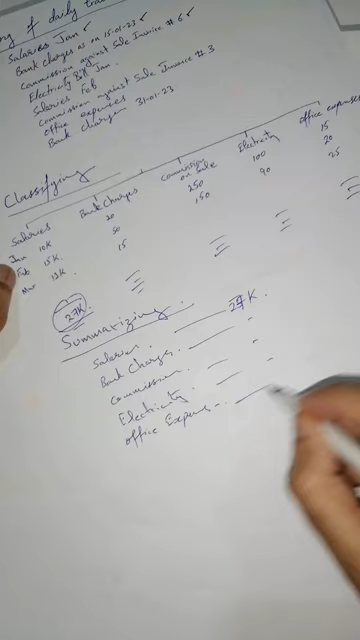 of daily tra
Salaries Jan ✓
Bank charges as on 15-01-23 ✓
Commission against Sale Invoice # 6 ✓
Electricity Bill Jan.
Salaries Feb
Commission against Sale Invoice # 3
office expenses
Bank charges 31-01-23
Classifying
Salaries Bank Charges Commission on Sale Electricity office expenses
Jan 10K 20 250 100 15
Feb 15K 50 150 90 20
Mar 12K. 15 25
27K.
Summarizing.
Salaries. 27K.
Bank Charges.
Commission.
Electricity.
office Expens